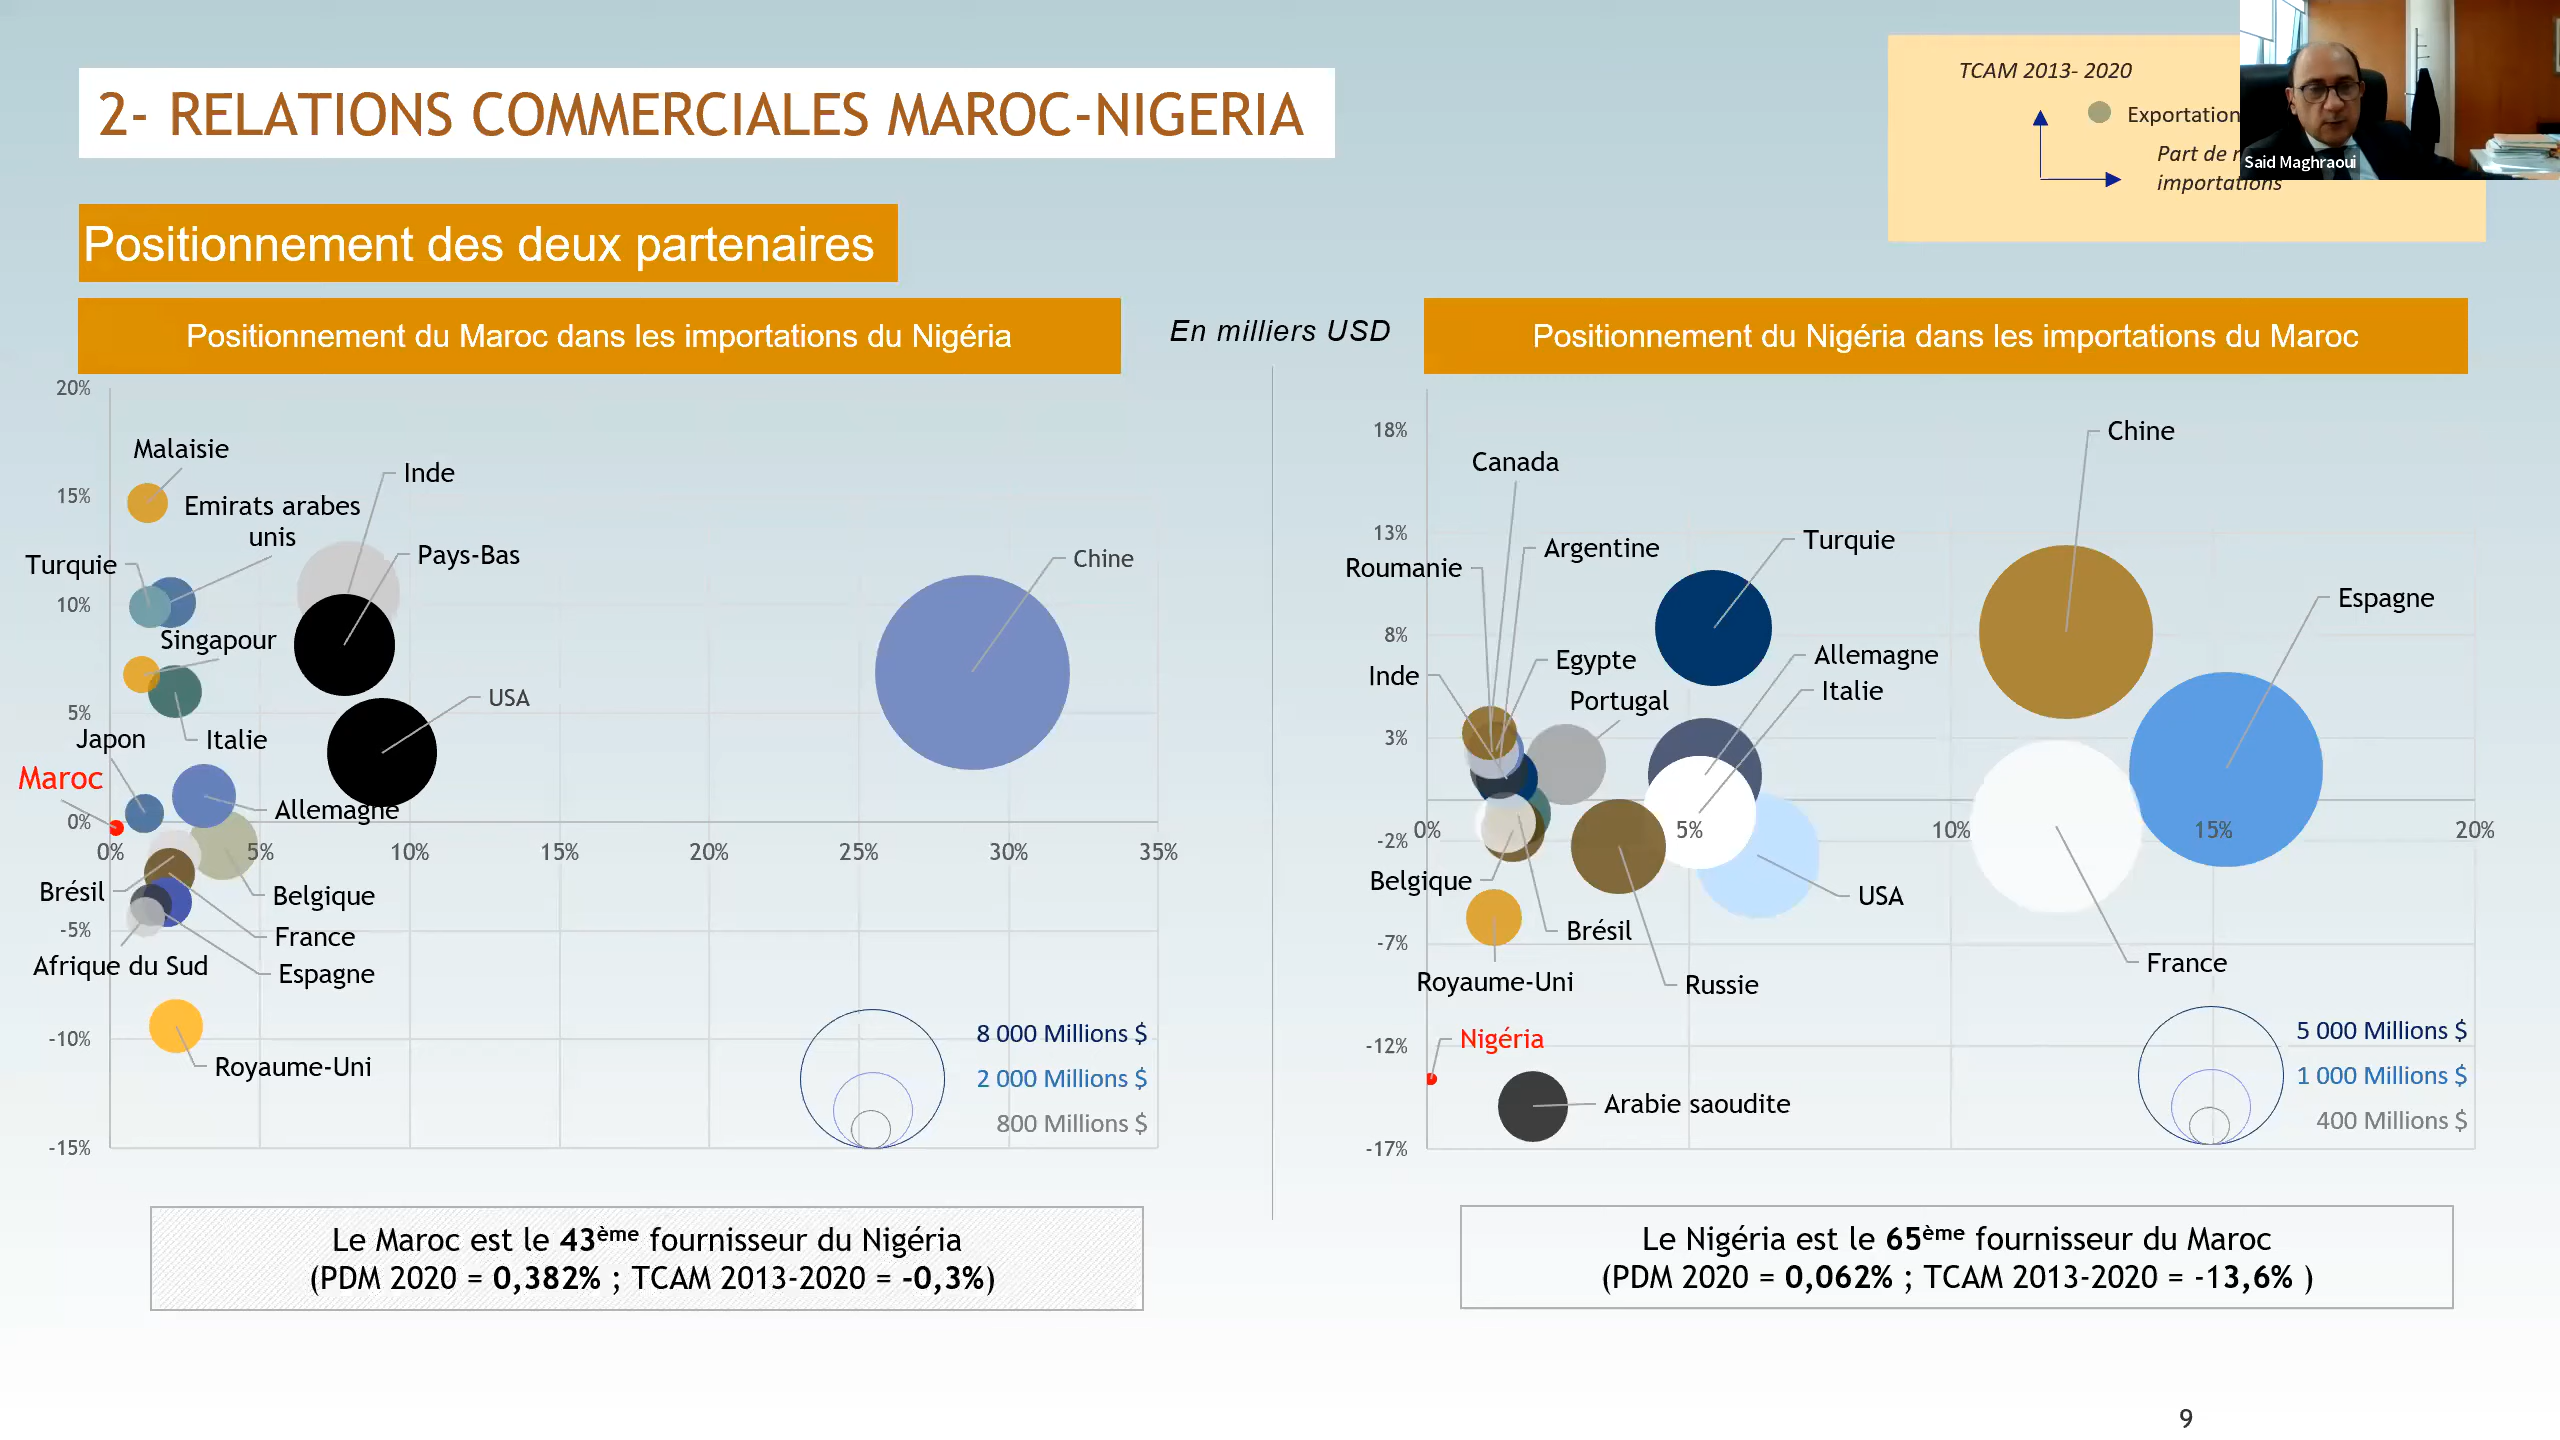 2- RELATIONS COMMERCIALES MAROC-NIGERIA
TCAM 2013- 2020
Exportation
Part de
importations
Said Maghraoui
Positionnement des deux partenaires
Positionnement du Maroc dans les importations du Nigéria
En milliers USD
Positionnement du Nigéria dans les importations du Maroc
20%
15%
10%
5%
0%
-5%
-10%
-15%
0%
5%
10%
15%
20%
25%
30%
35%
Malaisie
Inde
Emirats arabes
unis
Pays-Bas
Turquie
Chine
Singapour
USA
Japon
Italie
Maroc
Allemagne
Brésil
Belgique
France
Afrique du Sud
Espagne
Royaume-Uni
8 000 Millions $
2 000 Millions $
800 Millions $
18%
13%
8%
3%
-2%
-7%
-12%
-17%
0%
5%
10%
15%
20%
Chine
Canada
Argentine
Turquie
Roumanie
Espagne
Egypte
Allemagne
Inde
Portugal
Italie
Belgique
USA
Brésil
France
Royaume-Uni
Russie
Nigéria
Arabie saoudite
5 000 Millions $
1 000 Millions $
400 Millions $
Le Maroc est le 43ème fournisseur du Nigéria
(PDM 2020 = 0,382% ; TCAM 2013-2020 = -0,3%)
Le Nigéria est le 65ème fournisseur du Maroc
(PDM 2020 = 0,062% ; TCAM 2013-2020 = -13,6% )
9